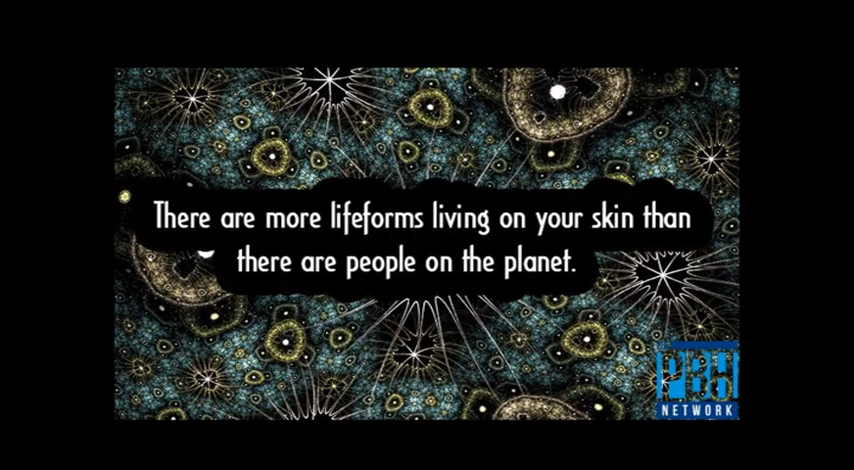 There are more lifeforms living on your skin than
there are people on the planet.
PBH
NETWORK